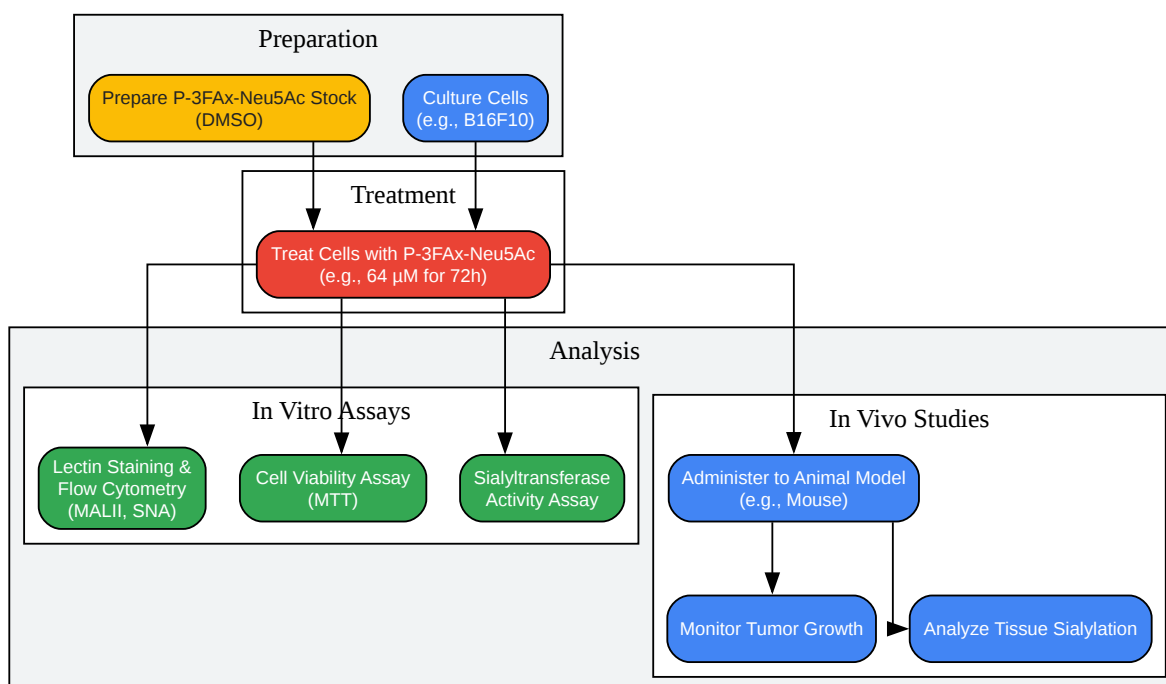 Preparation
Prepare P-3FAx-Neu5Ac Stock
(DMSO)
Culture Cells
(e.g., B16F10)
Treatment
Treat Cells with P-3FAx-Neu5Ac
(e.g., 64 µM for 72h)
Analysis
In Vitro Assays
Lectin Staining &
Flow Cytometry
(MALII, SNA)
Cell Viability Assay
(MTT)
Sialyltransferase
Activity Assay
In Vivo Studies
Administer to Animal Model
(e.g., Mouse)
Monitor Tumor Growth
Analyze Tissue Sialylation